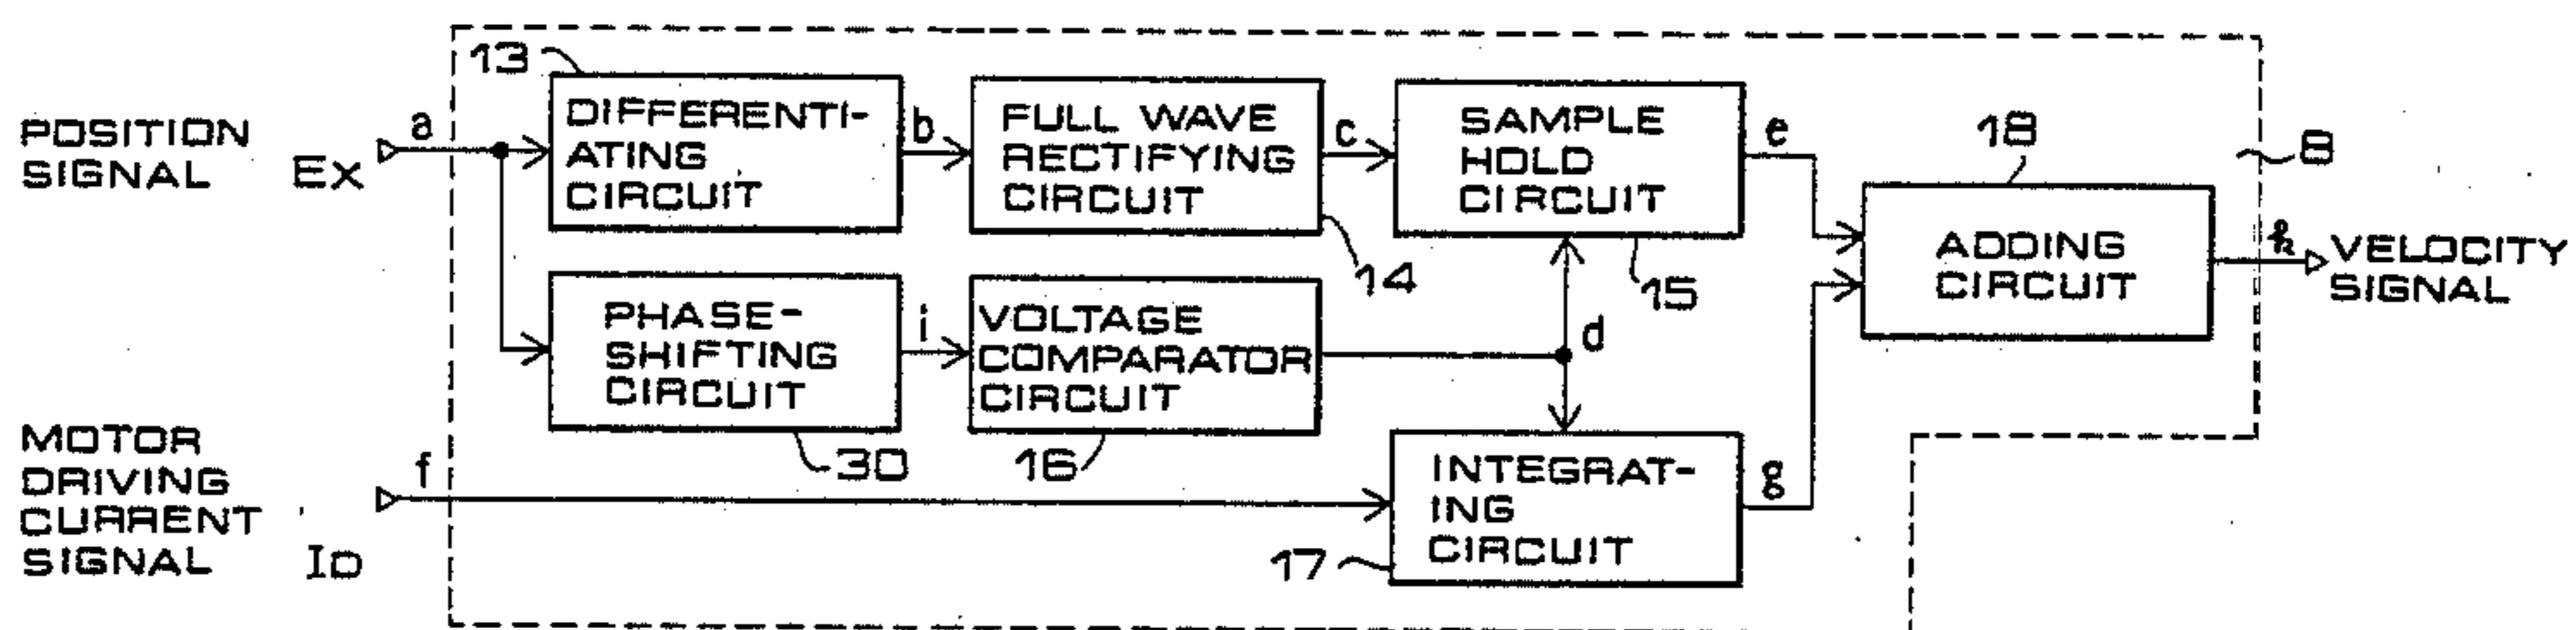 POSITION
SIGNAL
Ex
a
13
DIFFERENTI-
ATING
CIRCUIT
b
FULL WAVE
RECTIFYING
CIRCUIT
14
c
SAMPLE
HOLD
CIRCUIT
15
e
18
8
ADDING
CIRCUIT
h
VELOCITY
SIGNAL
PHASE-
SHIFTING
CIRCUIT
30
i
VOLTAGE
COMPARATOR
CIRCUIT
16
d
MOTOR
DRIVING
CURRENT
SIGNAL
ID
f
INTEGRAT-
ING
CIRCUIT
17
g